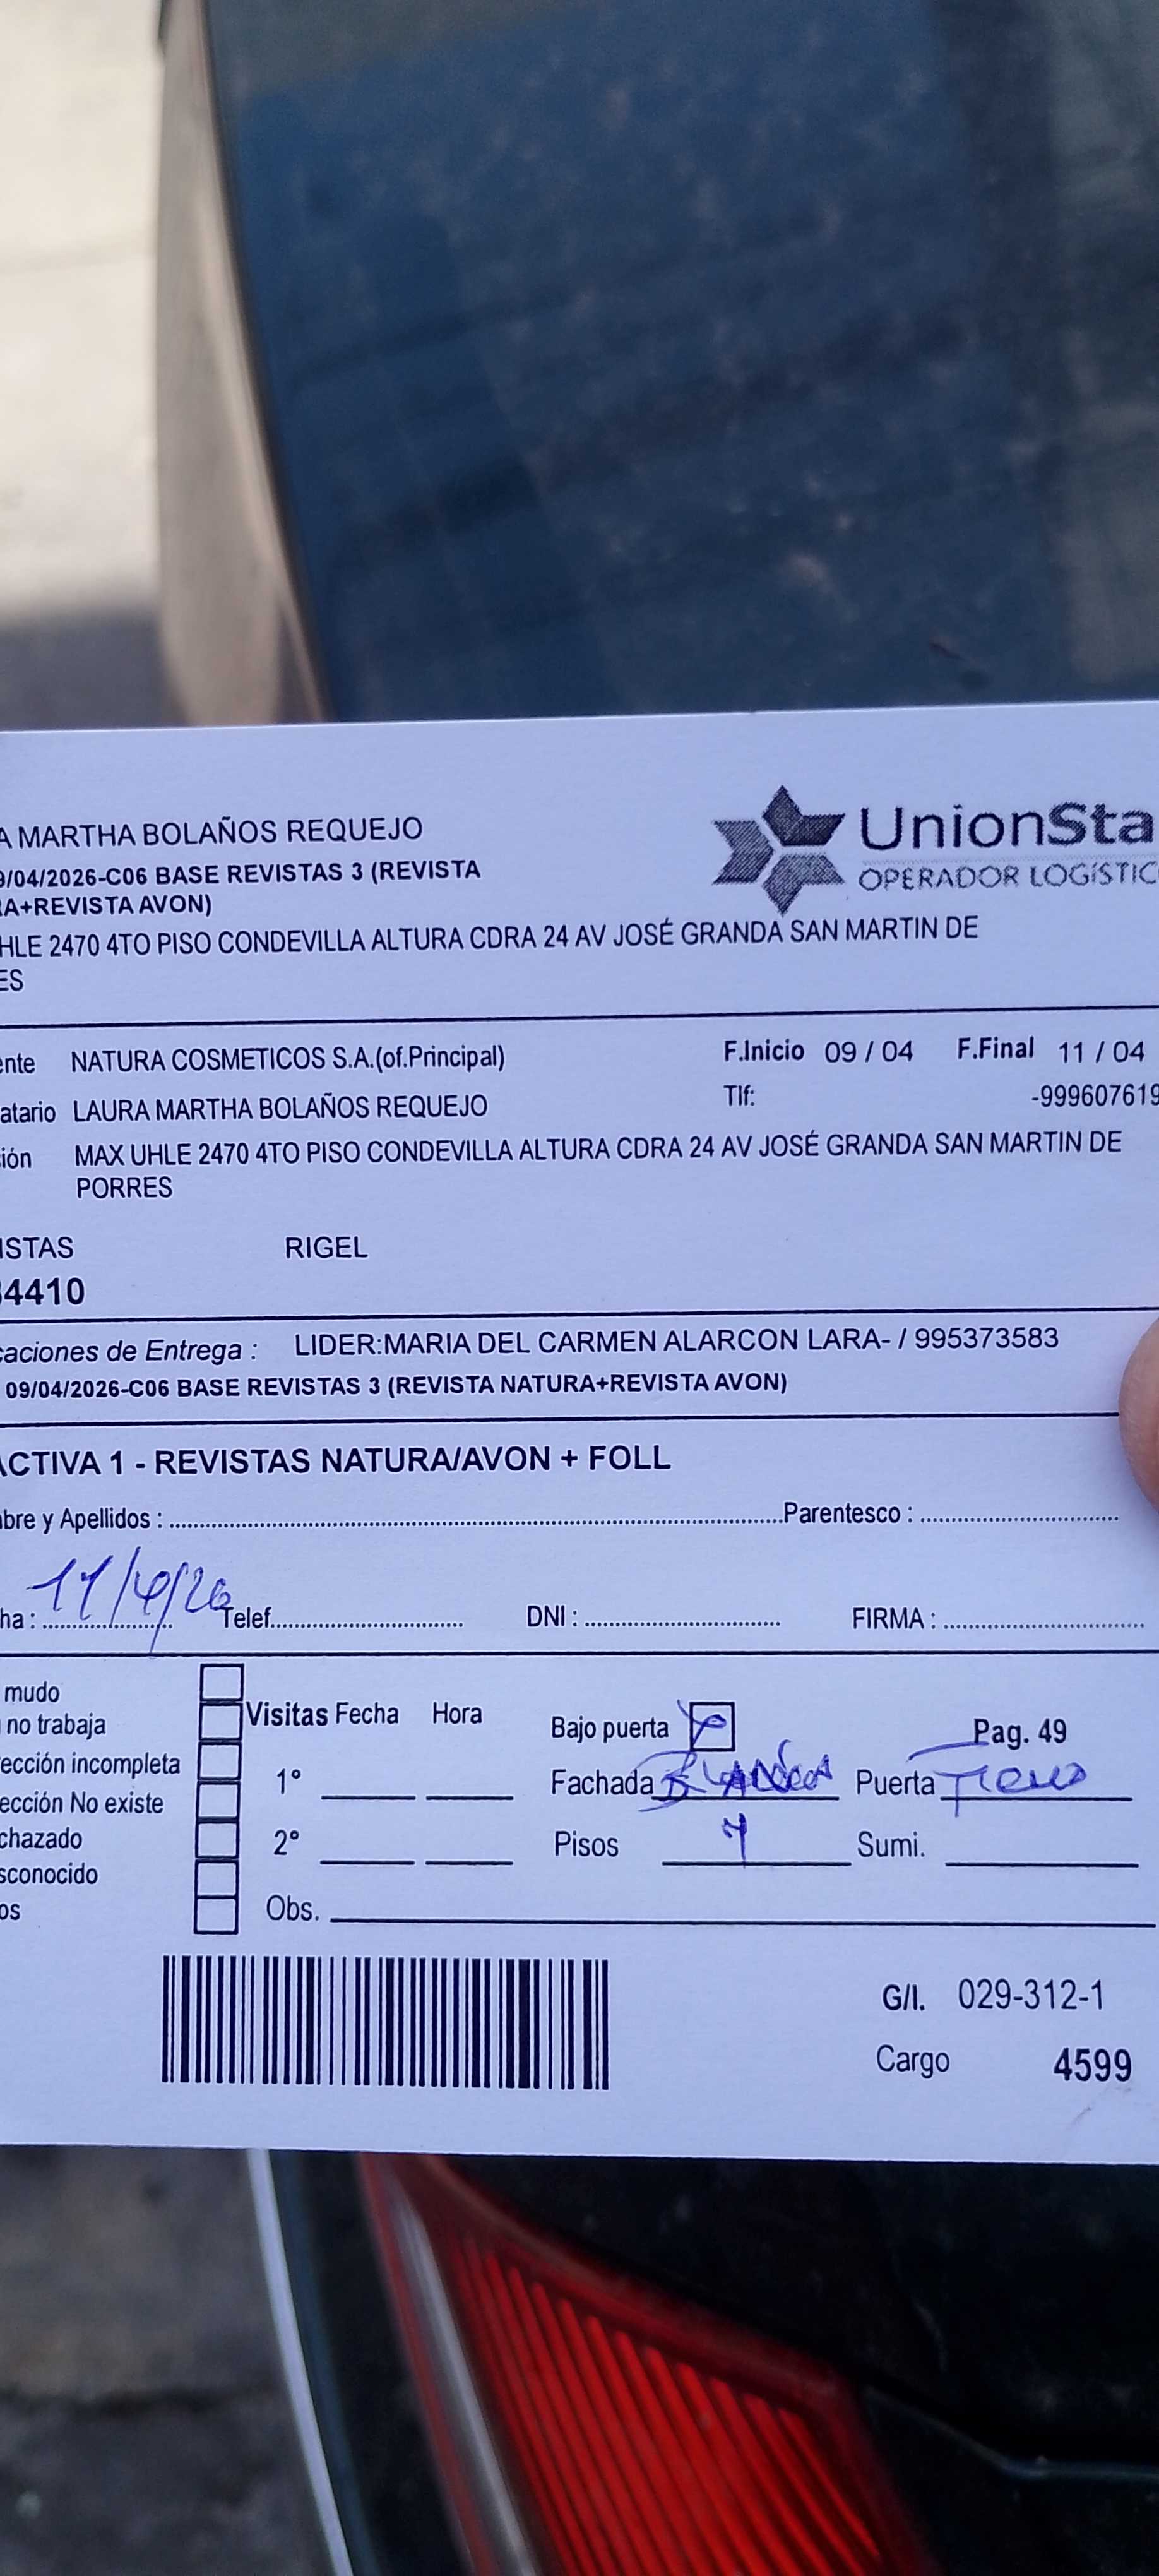 A MARTHA BOLAÑOS REQUEJO
UnionSta
OPERADOR LOGÍSTIC
9/04/2026-C06 BASE REVISTAS 3 (REVISTA
RA+REVISTA AVON)
HLE 2470 4TO PISO CONDEVILLA ALTURA CDRA 24 AV JOSÉ GRANDA SAN MARTIN DE
ES
ente NATURA COSMETICOS S.A.(of.Principal) F.Inicio 09 / 04 F.Final 11 / 04
atario LAURA MARTHA BOLAÑOS REQUEJO Tlf: -999607619
ión MAX UHLE 2470 4TO PISO CONDEVILLA ALTURA CDRA 24 AV JOSÉ GRANDA SAN MARTIN DE
PORRES
ISTAS RIGEL
34410
caciones de Entrega : LIDER:MARIA DEL CARMEN ALARCON LARA- / 995373583
09/04/2026-C06 BASE REVISTAS 3 (REVISTA NATURA+REVISTA AVON)
ACTIVA 1 - REVISTAS NATURA/AVON + FOLL
bre y Apellidos : Parentesco :
ha : 11/4/26 Telef. DNI : FIRMA :
mudo
no trabaja Visitas Fecha Hora Bajo puerta Pag. 49
ección incompleta 1° Fachada BLANCA Puerta
ección No existe
chazado 2° Pisos 4 Sumi.
sconocido
os Obs.
G/I. 029-312-1
Cargo 4599